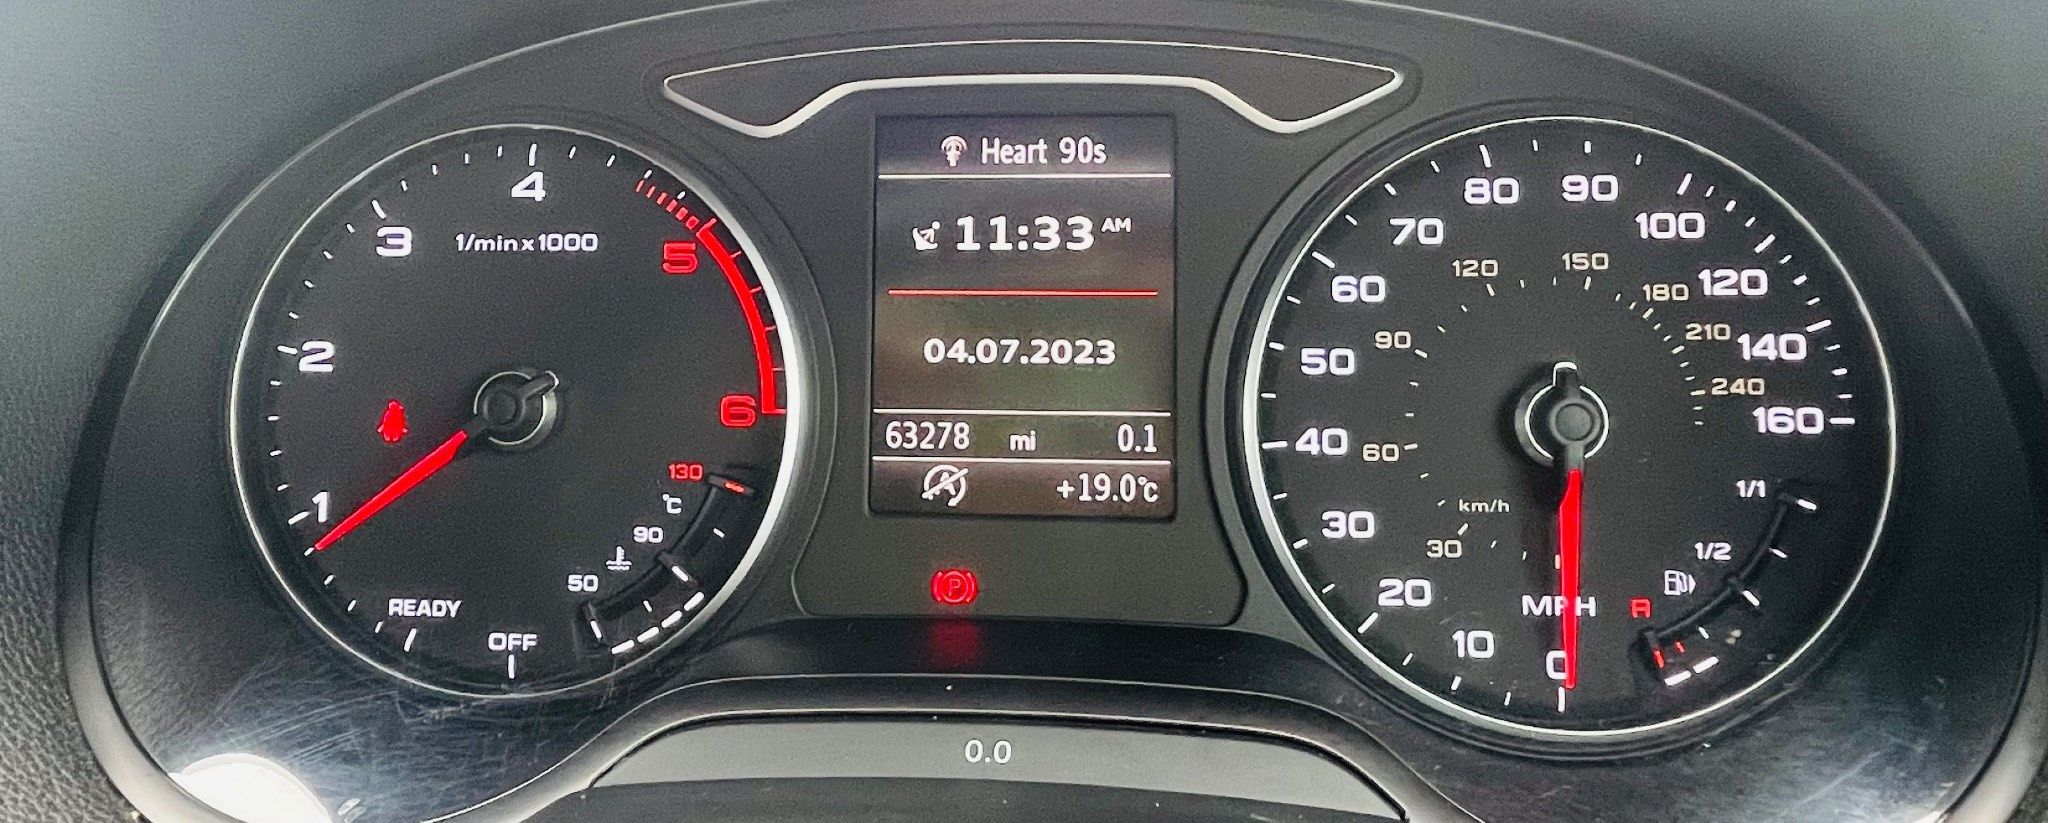 Heart 90s
11:33 AM
04.07.2023
63278 mi 0.1
+19.0°C
(P)
0.0
1/min x 1000
OFF
READY
1
2
3
4
5
6
130
°C
90
50
MPH
0
10
20
30
40
50
60
70
80
90
100
120
140
160
km/h
30
60
90
120
150
180
210
240
1/1
1/2
R